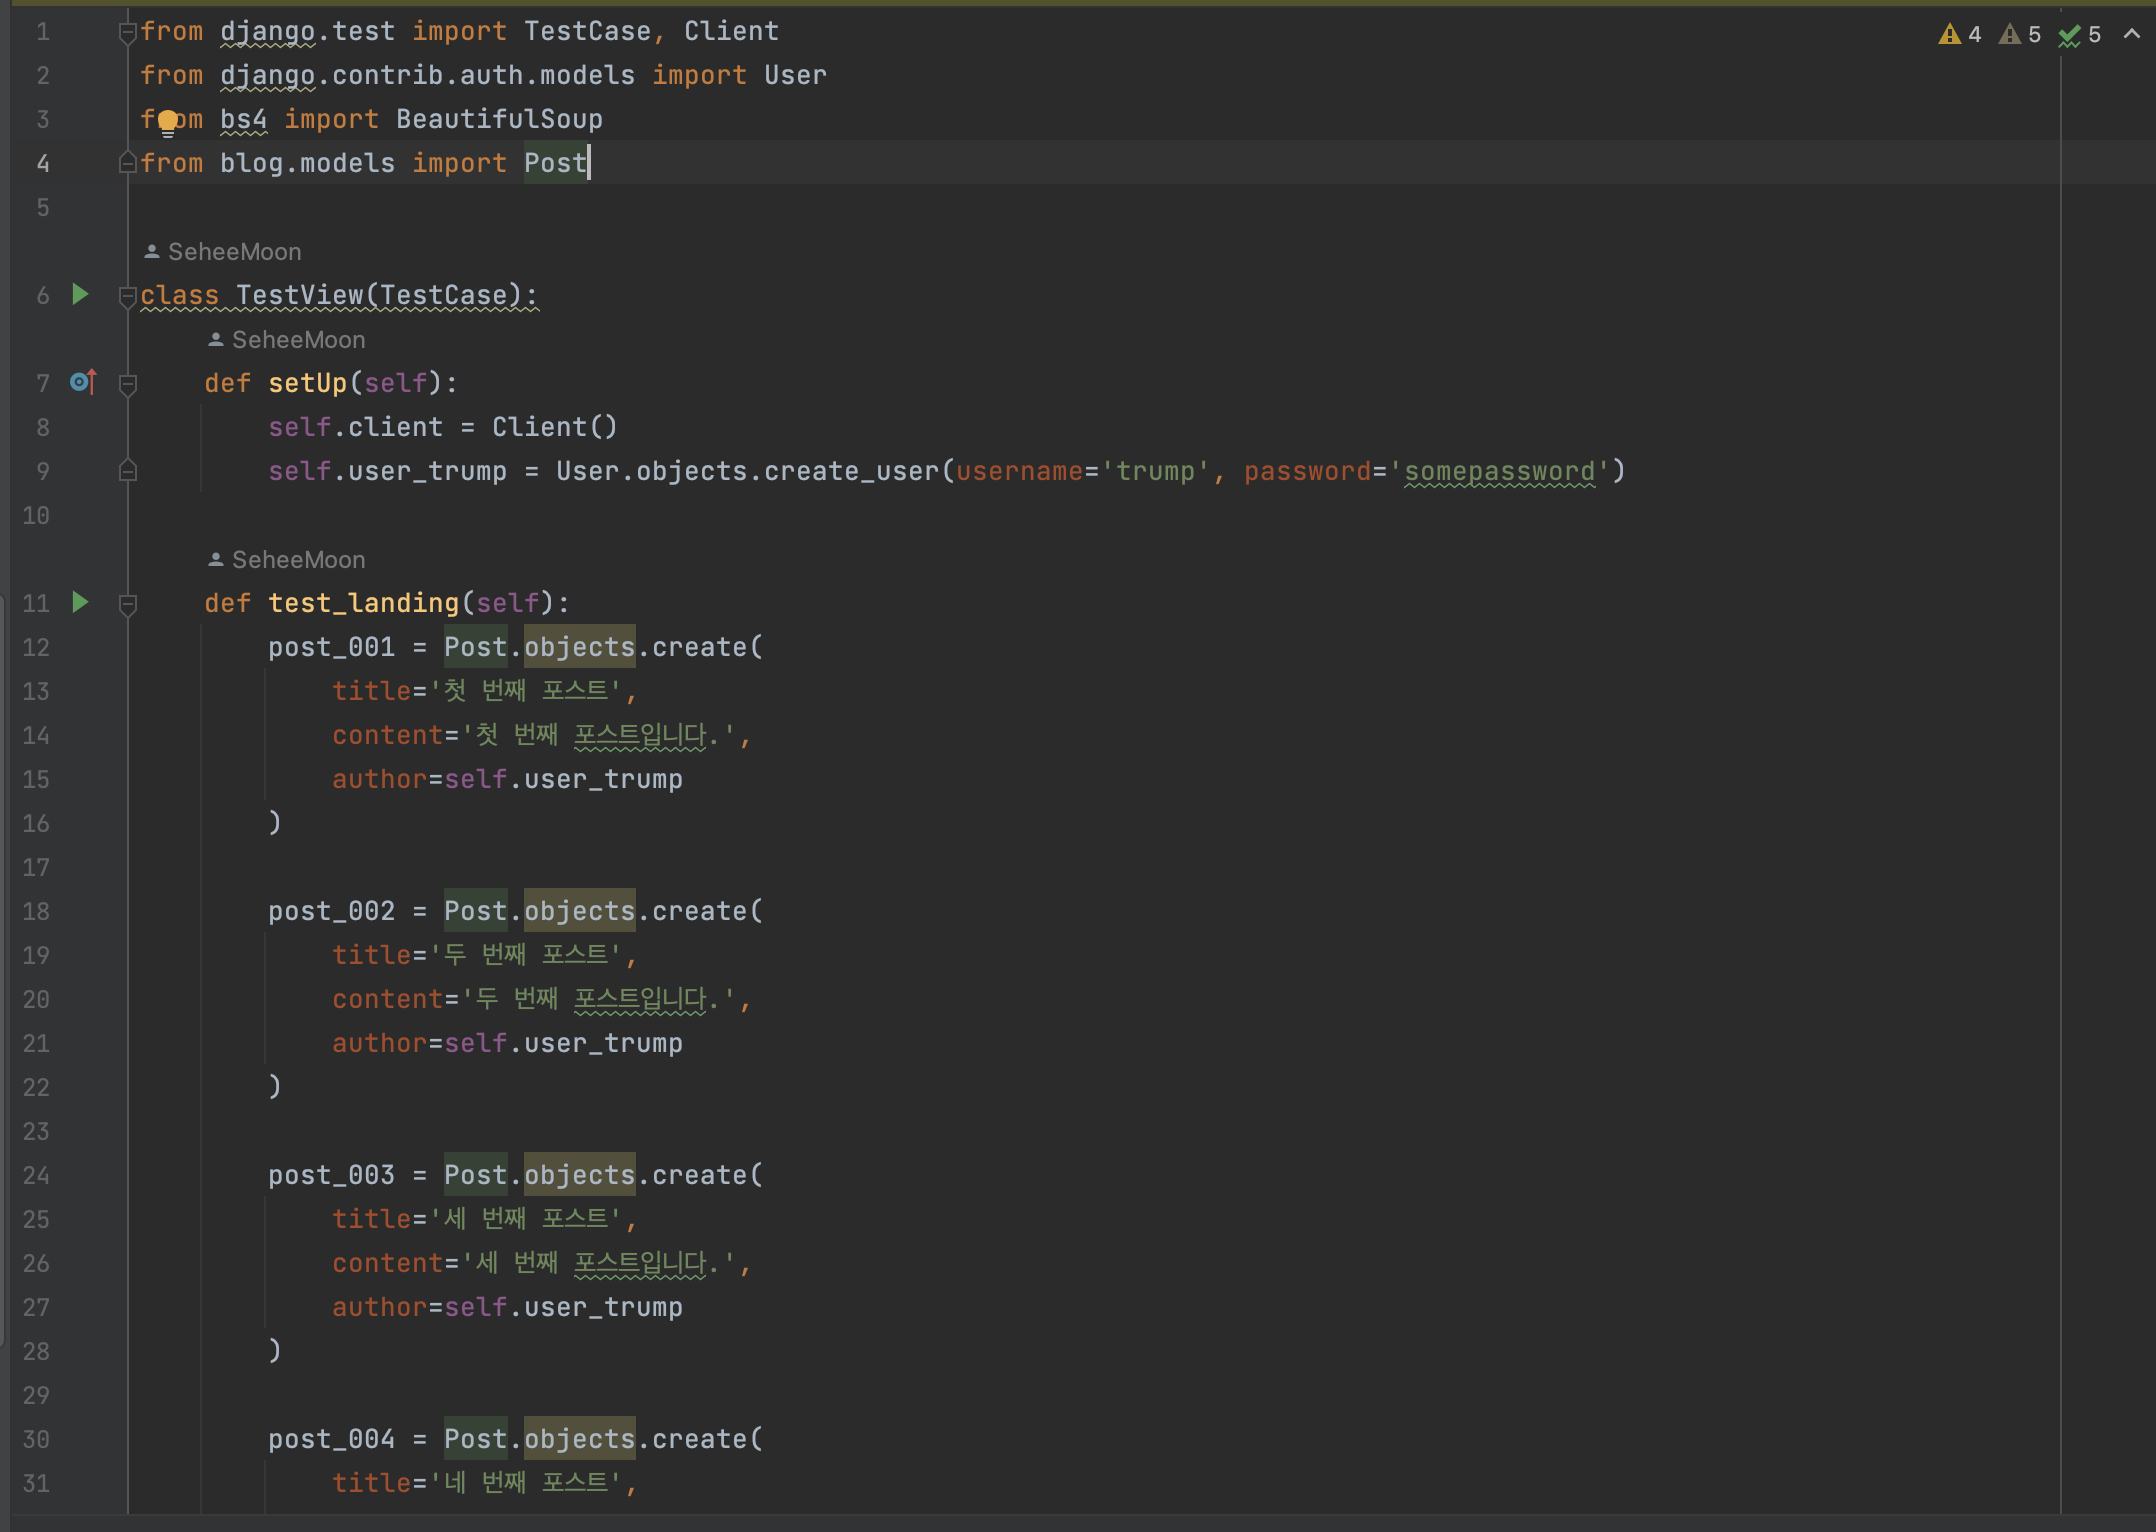 4 5 5
1 from django.test import TestCase, Client
2 from django.contrib.auth.models import User
3 from bs4 import BeautifulSoup
4 from blog.models import Post
5
SeheeMoon
6 class TestView(TestCase):
SeheeMoon
7     def setUp(self):
8         self.client = Client()
9         self.user_trump = User.objects.create_user(username='trump', password='somepassword')
10
SeheeMoon
11     def test_landing(self):
12         post_001 = Post.objects.create(
13             title='첫 번째 포스트',
14             content='첫 번째 포스트입니다.',
15             author=self.user_trump
16         )
17
18         post_002 = Post.objects.create(
19             title='두 번째 포스트',
20             content='두 번째 포스트입니다.',
21             author=self.user_trump
22         )
23
24         post_003 = Post.objects.create(
25             title='세 번째 포스트',
26             content='세 번째 포스트입니다.',
27             author=self.user_trump
28         )
29
30         post_004 = Post.objects.create(
31             title='네 번째 포스트',